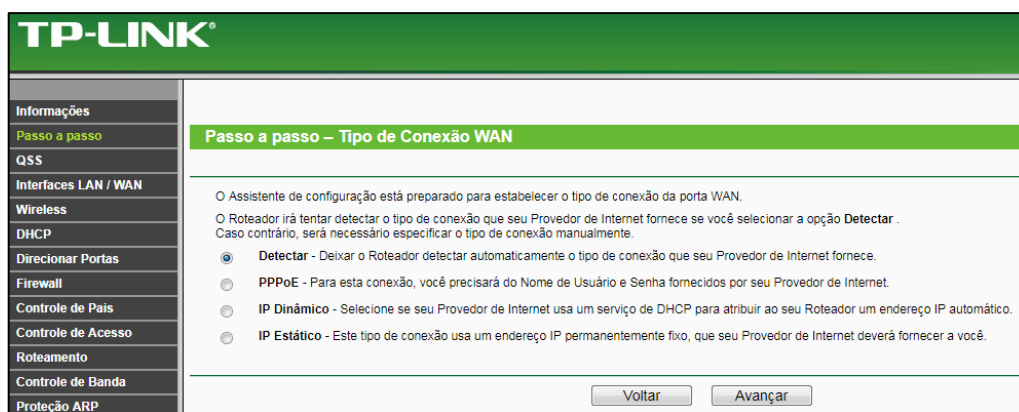 TP-LINK®
Informações
Passo a passo
QSS
Interfaces LAN / WAN
Wireless
DHCP
Direcionar Portas
Firewall
Controle de Pais
Controle de Acesso
Roteamento
Controle de Banda
Proteção ARP
Passo a passo – Tipo de Conexão WAN
O Assistente de configuração está preparado para estabelecer o tipo de conexão da porta WAN.
O Roteador irá tentar detectar o tipo de conexão que seu Provedor de Internet fornece se você selecionar a opção Detectar .
Caso contrário, será necessário especificar o tipo de conexão manualmente.
Detectar - Deixar o Roteador detectar automaticamente o tipo de conexão que seu Provedor de Internet fornece.
PPPoE - Para esta conexão, você precisará do Nome de Usuário e Senha fornecidos por seu Provedor de Internet.
IP Dinâmico - Selecione se seu Provedor de Internet usa um serviço de DHCP para atribuir ao seu Roteador um endereço IP automático.
IP Estático - Este tipo de conexão usa um endereço IP permanentemente fixo, que seu Provedor de Internet deverá fornecer a você.
Voltar Avançar